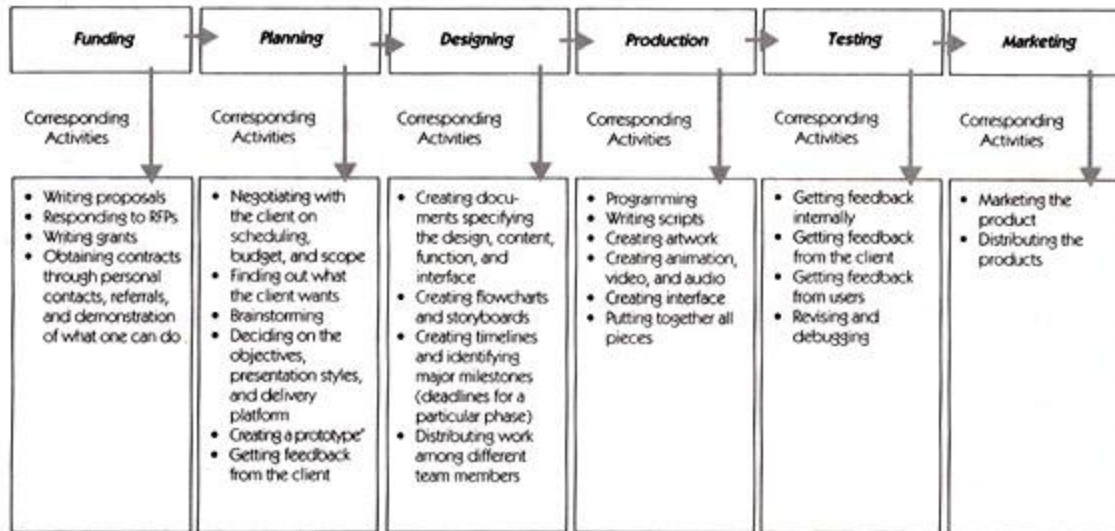 Funding
Planning
Designing
Production
Testing
Marketing
Corresponding
Activities
Corresponding
Activities
Corresponding
Activities
Corresponding
Activities
Corresponding
Activities
Corresponding
Activities
• Writing proposals
• Responding to RFPs
• Writing grants
• Obtaining contracts
through personal
contacts, referrals,
and demonstration
of what one can do
• Negotiating with
the client on
scheduling,
budget, and scope
• Finding out what
the client wants
• Brainstorming
• Deciding on the
objectives,
presentation styles,
and delivery
platform
• Creating a prototype*
• Getting feedback
from the client
• Creating docu-
ments specifying
the design, content,
function, and
interface
• Creating flowcharts
and storyboards
• Creating timelines
and identifying
major milestones
(deadlines for a
particular phase)
• Distributing work
among different
team members
• Programming
• Writing scripts
• Creating artwork
• Creating animation,
video, and audio
• Creating interface
• Putting together all
pieces
• Getting feedback
internally
• Getting feedback
from the client
• Getting feedback
from users
• Revising and
debugging
• Marketing the
product
• Distributing the
products